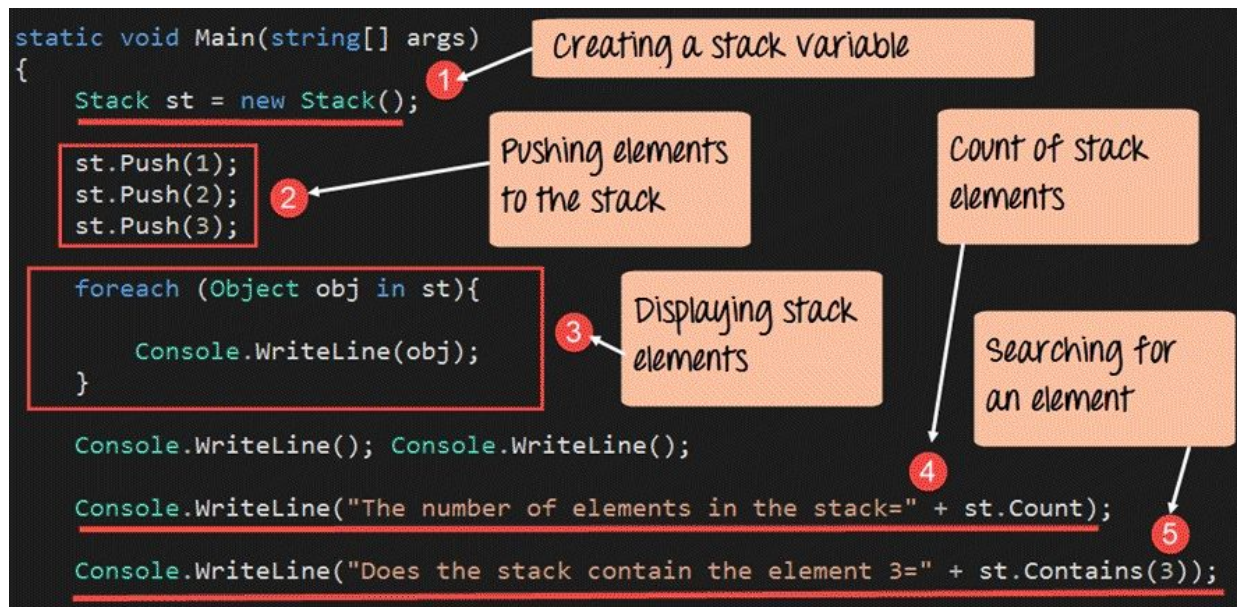 static void Main(string[] args)
{
Creating a stack variable
1
Stack st = new Stack();
st.Push(1);
st.Push(2);
st.Push(3);
2
Pushing elements
to the stack
Count of stack
elements
foreach (Object obj in st){
Console.WriteLine(obj);
}
3
Displaying stack
elements
Searching for
an element
Console.WriteLine(); Console.WriteLine();
4
Console.WriteLine("The number of elements in the stack=" + st.Count);
5
Console.WriteLine("Does the stack contain the element 3=" + st.Contains(3));